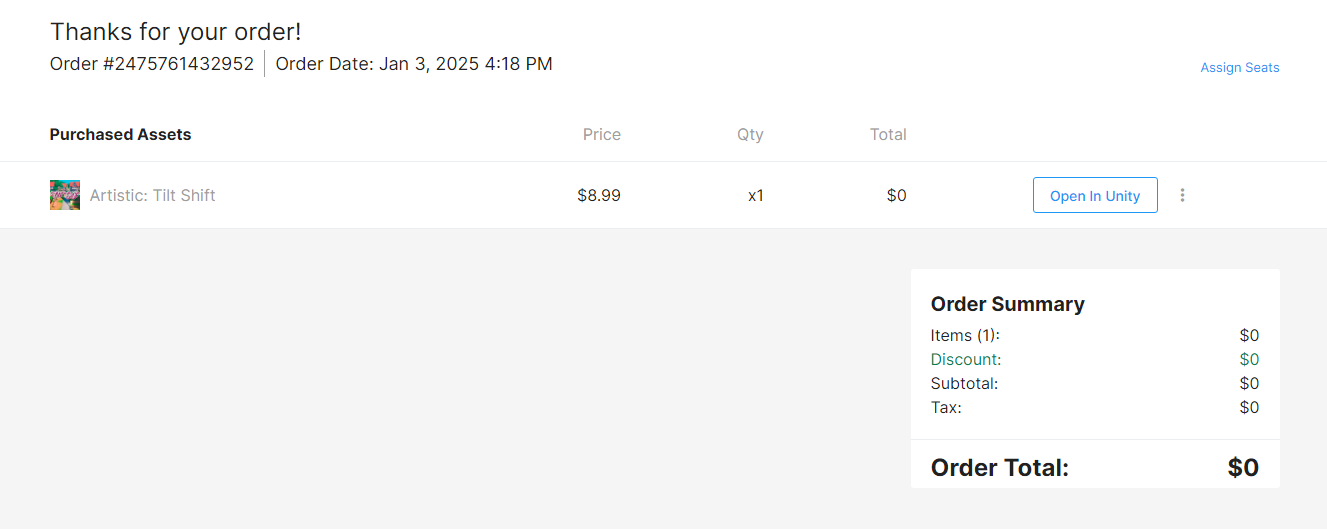 Thanks for your order!
Order #2475761432952 Order Date: Jan 3, 2025 4:18 PM
Assign Seats
Purchased Assets Price Qty Total
Artistic: Tilt Shift $8.99 x1 $0 Open In Unity
Order Summary
Items (1): $0
Discount: $0
Subtotal: $0
Tax: $0
Order Total: $0